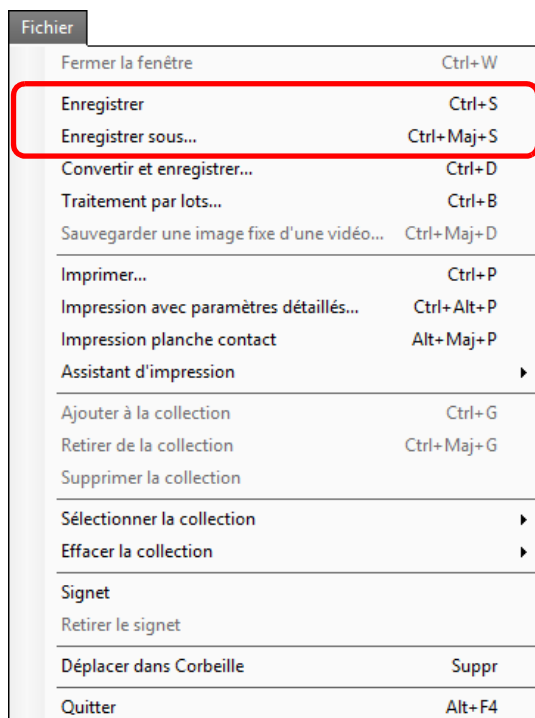 Fichier
Fermer la fenêtre Ctrl+W
Enregistrer Ctrl+S
Enregistrer sous... Ctrl+Maj+S
Convertir et enregistrer... Ctrl+D
Traitement par lots... Ctrl+B
Sauvegarder une image fixe d'une vidéo... Ctrl+Maj+D
Imprimer... Ctrl+P
Impression avec paramètres détaillés... Ctrl+Alt+P
Impression planche contact Alt+Maj+P
Assistant d'impression
Ajouter à la collection Ctrl+G
Retirer de la collection Ctrl+Maj+G
Supprimer la collection
Sélectionner la collection
Effacer la collection
Signet
Retirer le signet
Déplacer dans Corbeille Suppr
Quitter Alt+F4